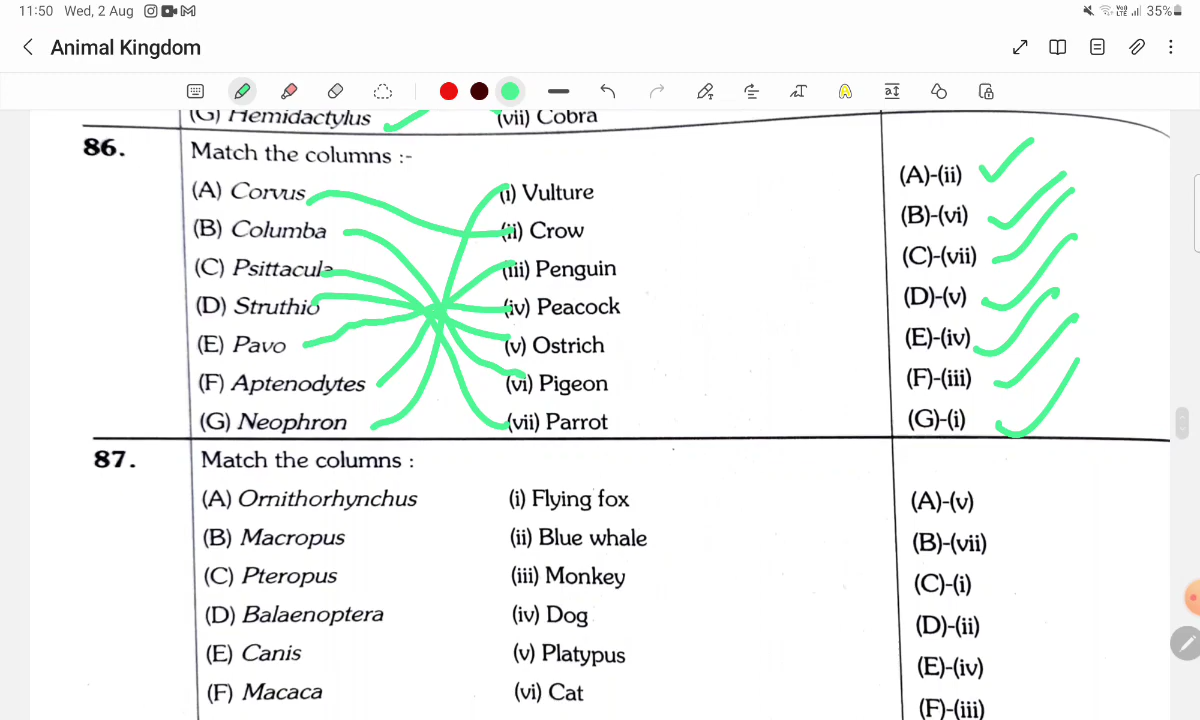 11:50 Wed, 2 Aug 35%
Animal Kingdom
(G) Hemidactylus (vii) Cobra
86. Match the columns :-
(A) Corvus (i) Vulture (A)-(ii)
(B) Columba (ii) Crow (B)-(vi)
(C) Psittacula (iii) Penguin (C)-(vii)
(D) Struthio (iv) Peacock (D)-(v)
(E) Pavo (v) Ostrich (E)-(iv)
(F) Aptenodytes (vi) Pigeon (F)-(iii)
(G) Neophron (vii) Parrot (G)-(i)
87. Match the columns :
(A) Ornithorhynchus (i) Flying fox (A)-(v)
(B) Macropus (ii) Blue whale (B)-(vii)
(C) Pteropus (iii) Monkey (C)-(i)
(D) Balaenoptera (iv) Dog (D)-(ii)
(E) Canis (v) Platypus (E)-(iv)
(F) Macaca (vi) Cat (F)-(iii)